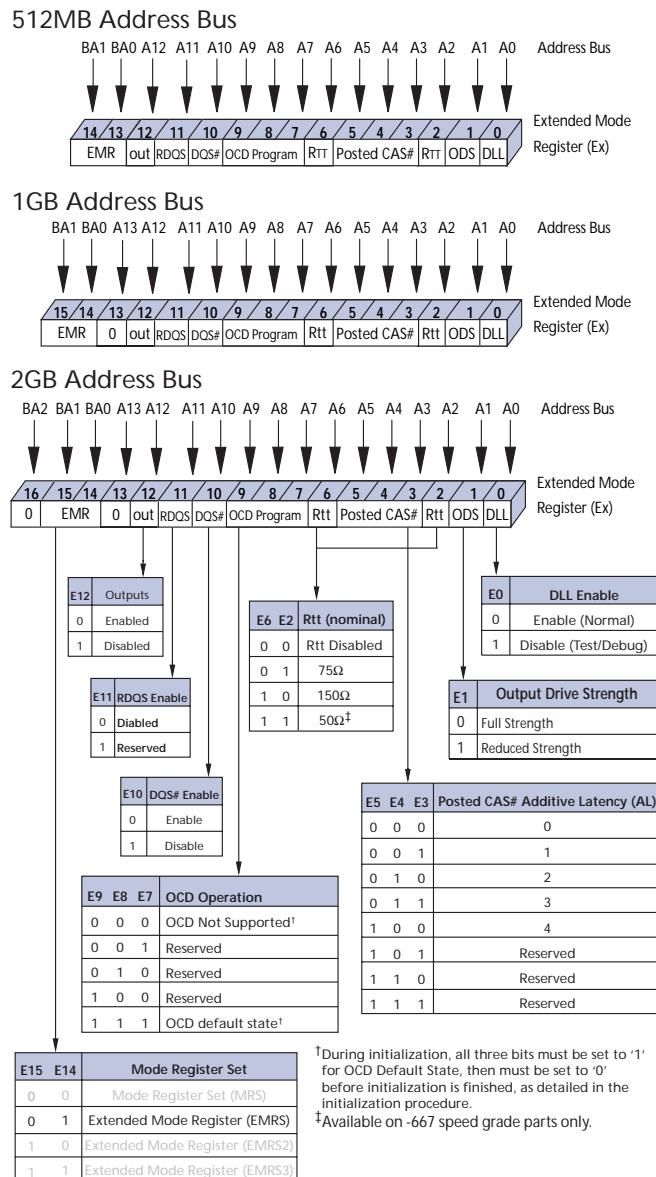 512MB Address Bus
BA1 BA0 A12 A11 A10 A9 A8 A7 A6 A5 A4 A3 A2 A1 A0 Address Bus
14 13 12 11 10 9 8 7 6 5 4 3 2 1 0
EMR out RDQS DQS# OCD Program RTT Posted CAS# RTT ODS DLL
Extended Mode
Register (Ex)
1GB Address Bus
BA1 BA0 A13 A12 A11 A10 A9 A8 A7 A6 A5 A4 A3 A2 A1 A0 Address Bus
15 14 13 12 11 10 9 8 7 6 5 4 3 2 1 0
EMR 0 out RDQS DQS# OCD Program Rtt Posted CAS# Rtt ODS DLL
Extended Mode
Register (Ex)
2GB Address Bus
BA2 BA1 BA0 A13 A12 A11 A10 A9 A8 A7 A6 A5 A4 A3 A2 A1 A0 Address Bus
16 15 14 13 12 11 10 9 8 7 6 5 4 3 2 1 0
0 EMR 0 out RDQS DQS# OCD Program Rtt Posted CAS# Rtt ODS DLL
Extended Mode
Register (Ex)
E12 Outputs
0 Enabled
1 Disabled
E6 E2 Rtt (nominal)
0 0 Rtt Disabled
0 1 75Ω
1 0 150Ω
1 1 50Ω‡
E0 DLL Enable
0 Enable (Normal)
1 Disable (Test/Debug)
E11 RDQS Enable
0 Diabled
1 Reserved
E1 Output Drive Strength
0 Full Strength
1 Reduced Strength
E10 DQS# Enable
0 Enable
1 Disable
E5 E4 E3 Posted CAS# Additive Latency (AL)
0 0 0 0
0 0 1 1
0 1 0 2
0 1 1 3
1 0 0 4
1 0 1 Reserved
1 1 0 Reserved
1 1 1 Reserved
E9 E8 E7 OCD Operation
0 0 0 OCD Not Supported†
0 0 1 Reserved
0 1 0 Reserved
1 0 0 Reserved
1 1 1 OCD default state†
E15 E14 Mode Register Set
0 0 Mode Register Set (MRS)
0 1 Extended Mode Register (EMRS)
1 0 Extended Mode Register (EMRS2)
1 1 Extended Mode Register (EMRS3)
†During initialization, all three bits must be set to '1'
for OCD Default State, then must be set to '0'
before initialization is finished, as detailed in the
initialization procedure.
‡Available on -667 speed grade parts only.